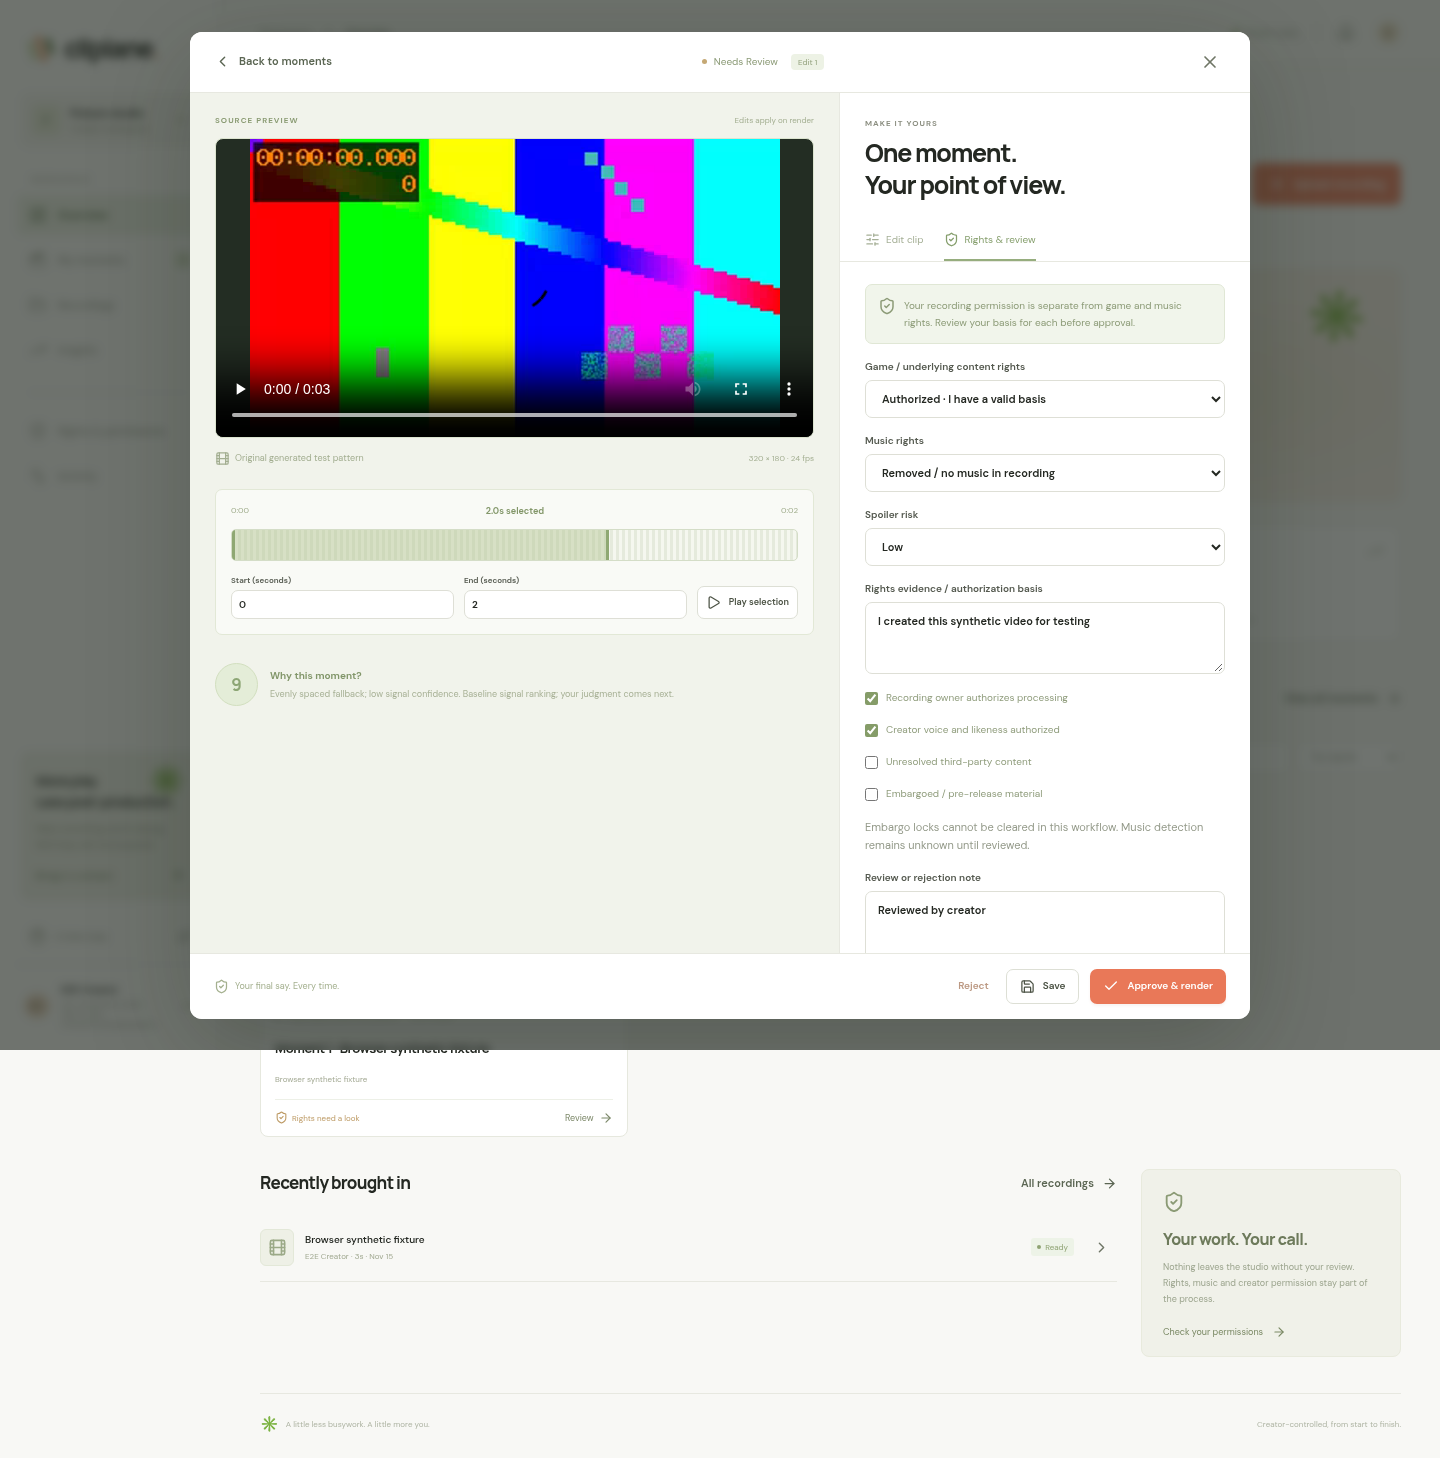 cliplane
Back to moments
Needs Review
Edit 1
SOURCE PREVIEW
Edits apply on render
00:00:00.000
0
0:00 / 0:03
Original generated test pattern
320 × 180 · 24 fps
0:00
2.0s selected
0:02
Start (seconds)
End (seconds)
0
2
Play selection
9
Why this moment?
Evenly spaced fallback; low signal confidence. Baseline signal ranking; your judgment comes next.
MAKE IT YOURS
One moment.
Your point of view.
Edit clip
Rights & review
Your recording permission is separate from game and music
rights. Review your basis for each before approval.
Game / underlying content rights
Authorized · I have a valid basis
Music rights
Removed / no music in recording
Spoiler risk
Low
Rights evidence / authorization basis
I created this synthetic video for testing
Recording owner authorizes processing
Creator voice and likeness authorized
Unresolved third-party content
Embargoed / pre-release material
Embargo locks cannot be cleared in this workflow. Music detection
remains unknown until reviewed.
Review or rejection note
Reviewed by creator
Your final say. Every time.
Reject
Save
Approve & render
Moment 1 · Browser synthetic fixture
Browser synthetic fixture
Rights need a look
Review
Recently brought in
All recordings
Browser synthetic fixture
E2E Creator · 3s · Nov 15
Ready
Your work. Your call.
Nothing leaves the studio without your review.
Rights, music and creator permission stay part of
the process.
Check your permissions
A little less busywork. A little more you.
Creator-controlled, from start to finish.